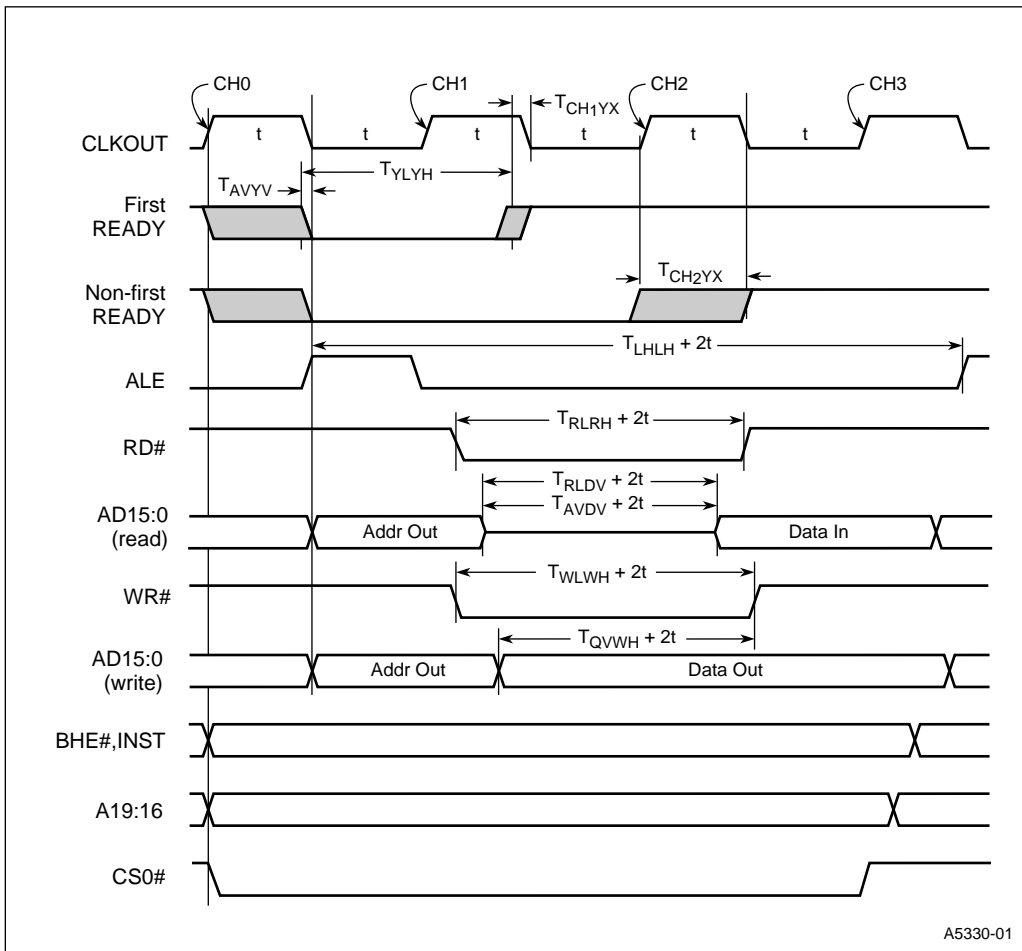 CH0
CH1
CH2
CH3
T_CH1YX
CLKOUT
t
t
t
t
t
t
T_YLYH
T_AVYV
First
READY
T_CH2YX
Non-first
READY
T_LHLH + 2t
ALE
T_RLRH + 2t
RD#
T_RLDV + 2t
T_AVDV + 2t
AD15:0
(read)
Addr Out
Data In
T_WLWH + 2t
WR#
T_QVWH + 2t
AD15:0
(write)
Addr Out
Data Out
BHE#,INST
A19:16
CS0#
A5330-01